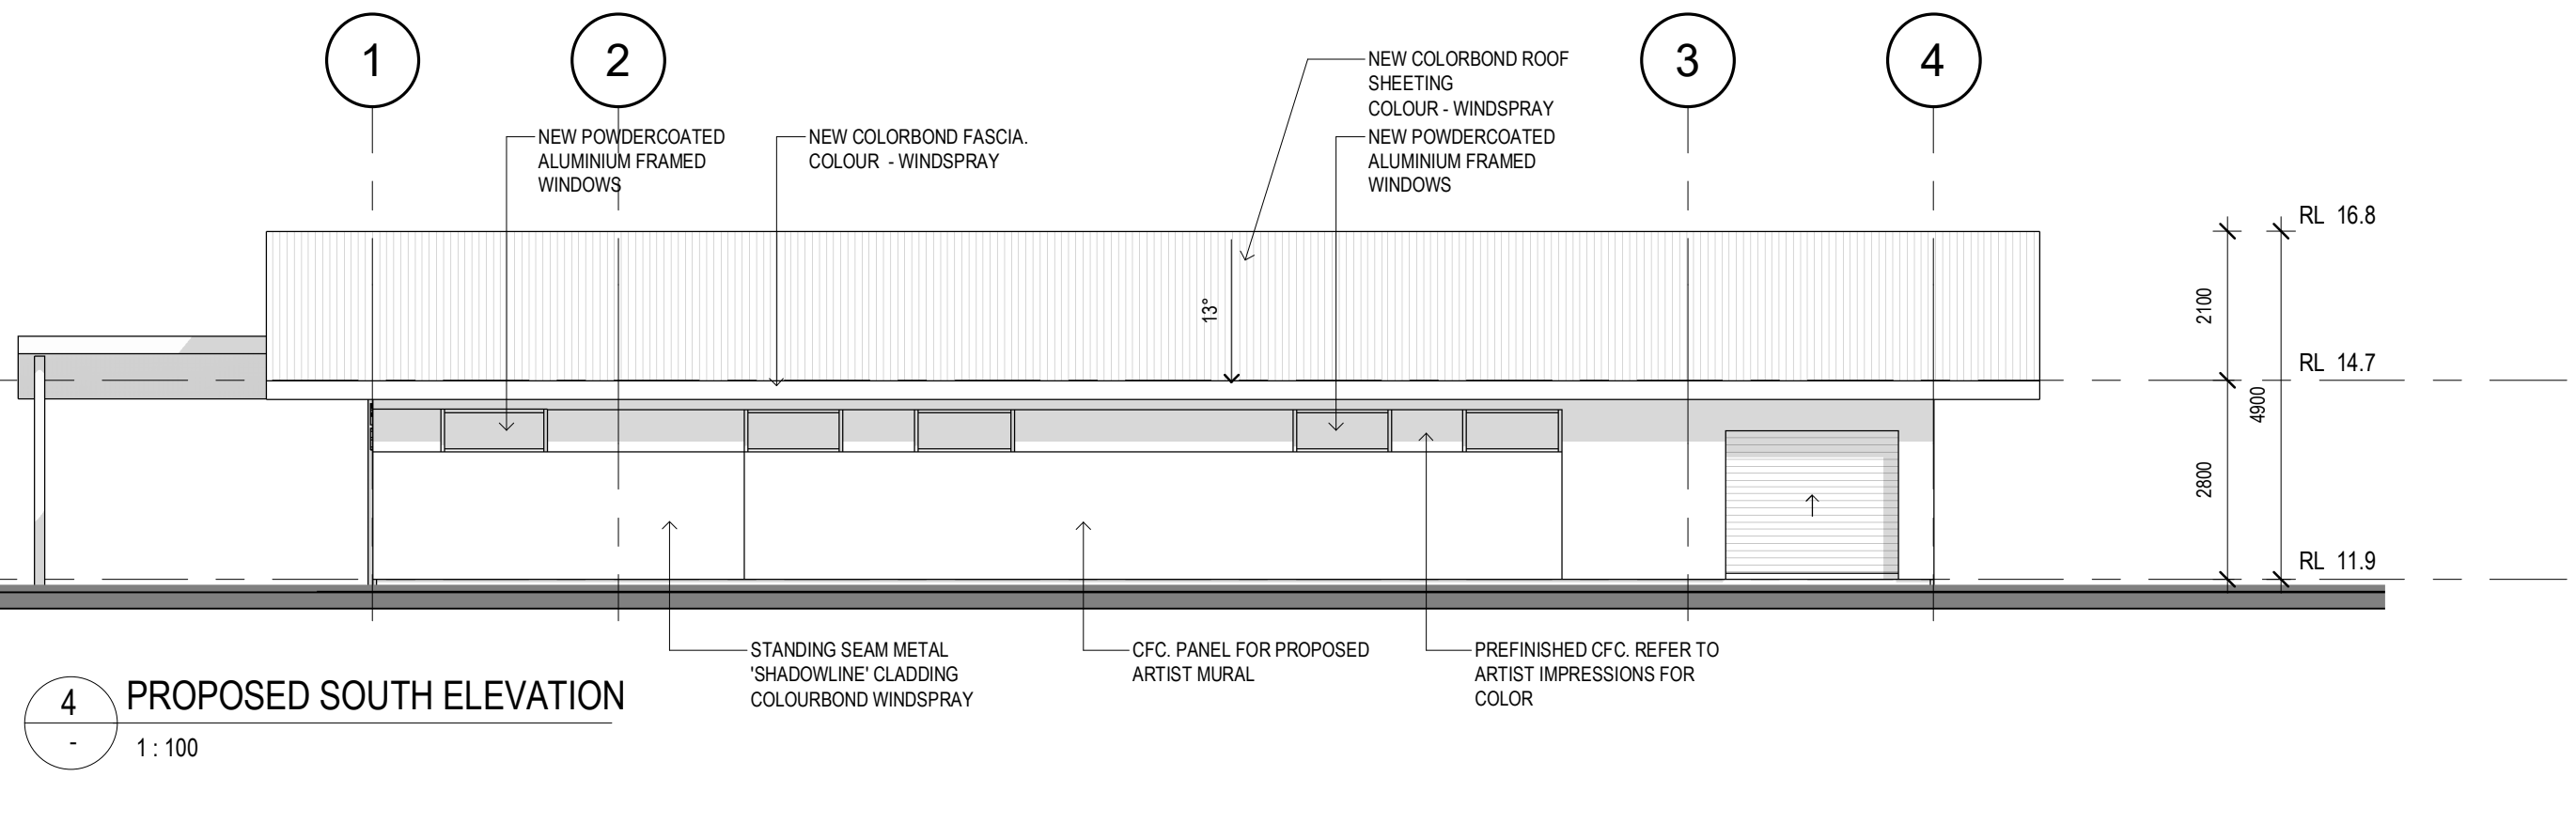 1
2
3
4
NEW COLORBOND ROOF
SHEETING
COLOUR - WINDSPRAY
NEW POWDERCOATED
ALUMINIUM FRAMED
WINDOWS
NEW COLORBOND FASCIA.
COLOUR - WINDSPRAY
NEW POWDERCOATED
ALUMINIUM FRAMED
WINDOWS
RL 16.8
13°
2100
RL 14.7
4900
2800
RL 11.9
STANDING SEAM METAL
'SHADOWLINE' CLADDING
COLOURBOND WINDSPRAY
CFC. PANEL FOR PROPOSED
ARTIST MURAL
PREFINISHED CFC. REFER TO
ARTIST IMPRESSIONS FOR
COLOR
4
-
PROPOSED SOUTH ELEVATION
1 : 100